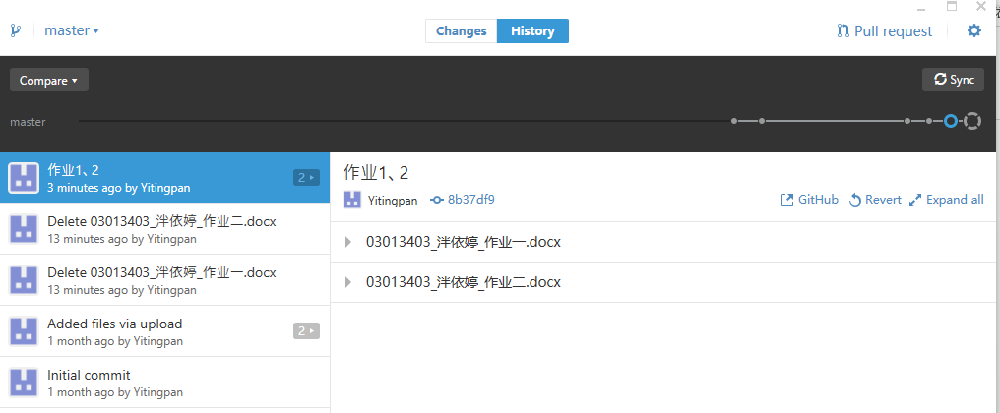 master
Changes
History
Pull request
Compare
Sync
master
作业1、2
3 minutes ago by Yitingpan
2
Delete 03013403_泮依婷_作业二.docx
13 minutes ago by Yitingpan
Delete 03013403_泮依婷_作业一.docx
13 minutes ago by Yitingpan
Added files via upload
1 month ago by Yitingpan
2
Initial commit
1 month ago by Yitingpan
作业1、2
Yitingpan
8b37df9
GitHub
Revert
Expand all
03013403_泮依婷_作业一.docx
03013403_泮依婷_作业二.docx